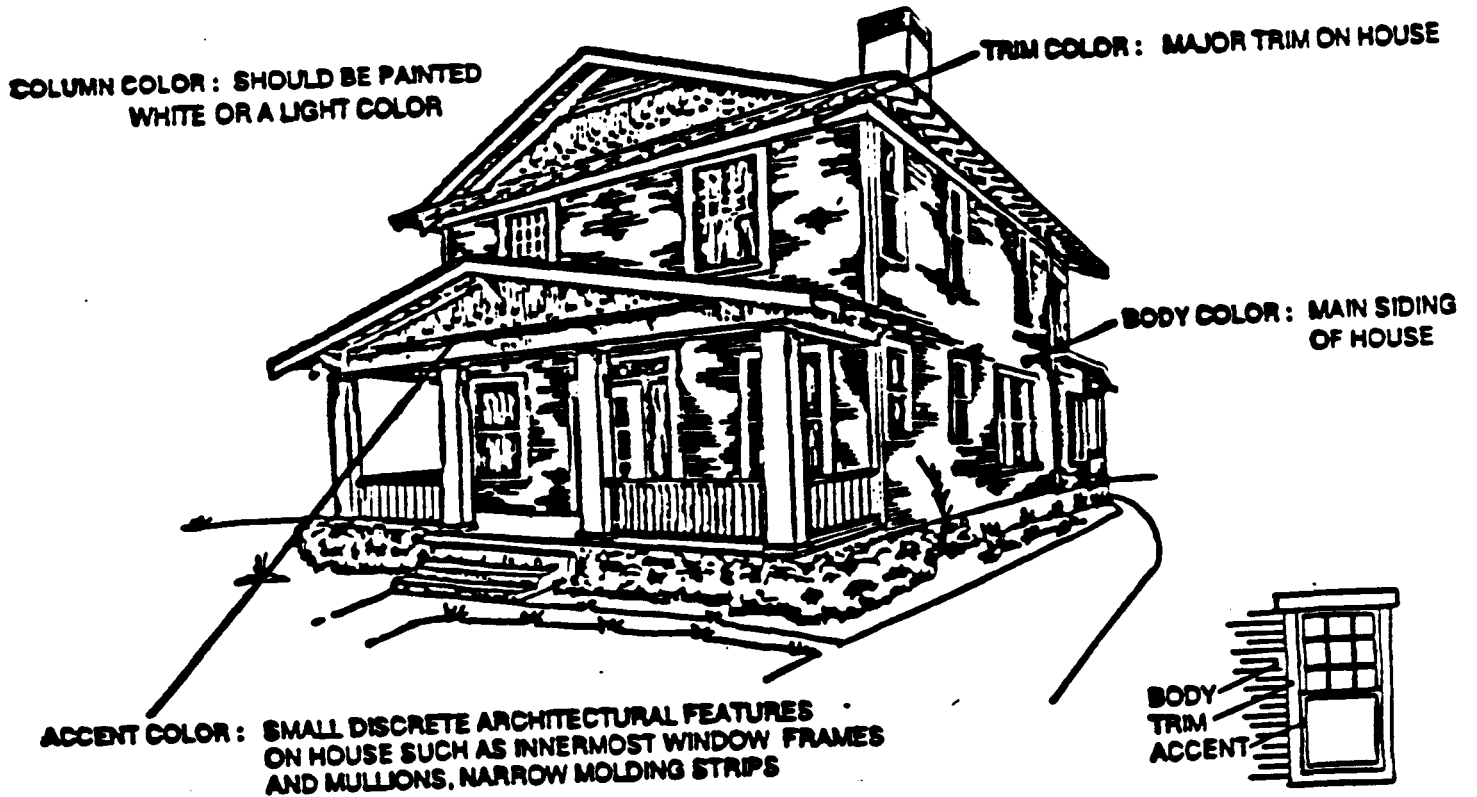 COLUMN COLOR: SHOULD BE PAINTED
WHITE OR A LIGHT COLOR
TRIM COLOR: MAJOR TRIM ON HOUSE
BODY COLOR: MAIN SIDING
OF HOUSE
ACCENT COLOR: SMALL DISCRETE ARCHITECTURAL FEATURES
ON HOUSE SUCH AS INNERMOST WINDOW FRAMES
AND MULLIONS, NARROW MOLDING STRIPS
BODY
TRIM
ACCENT